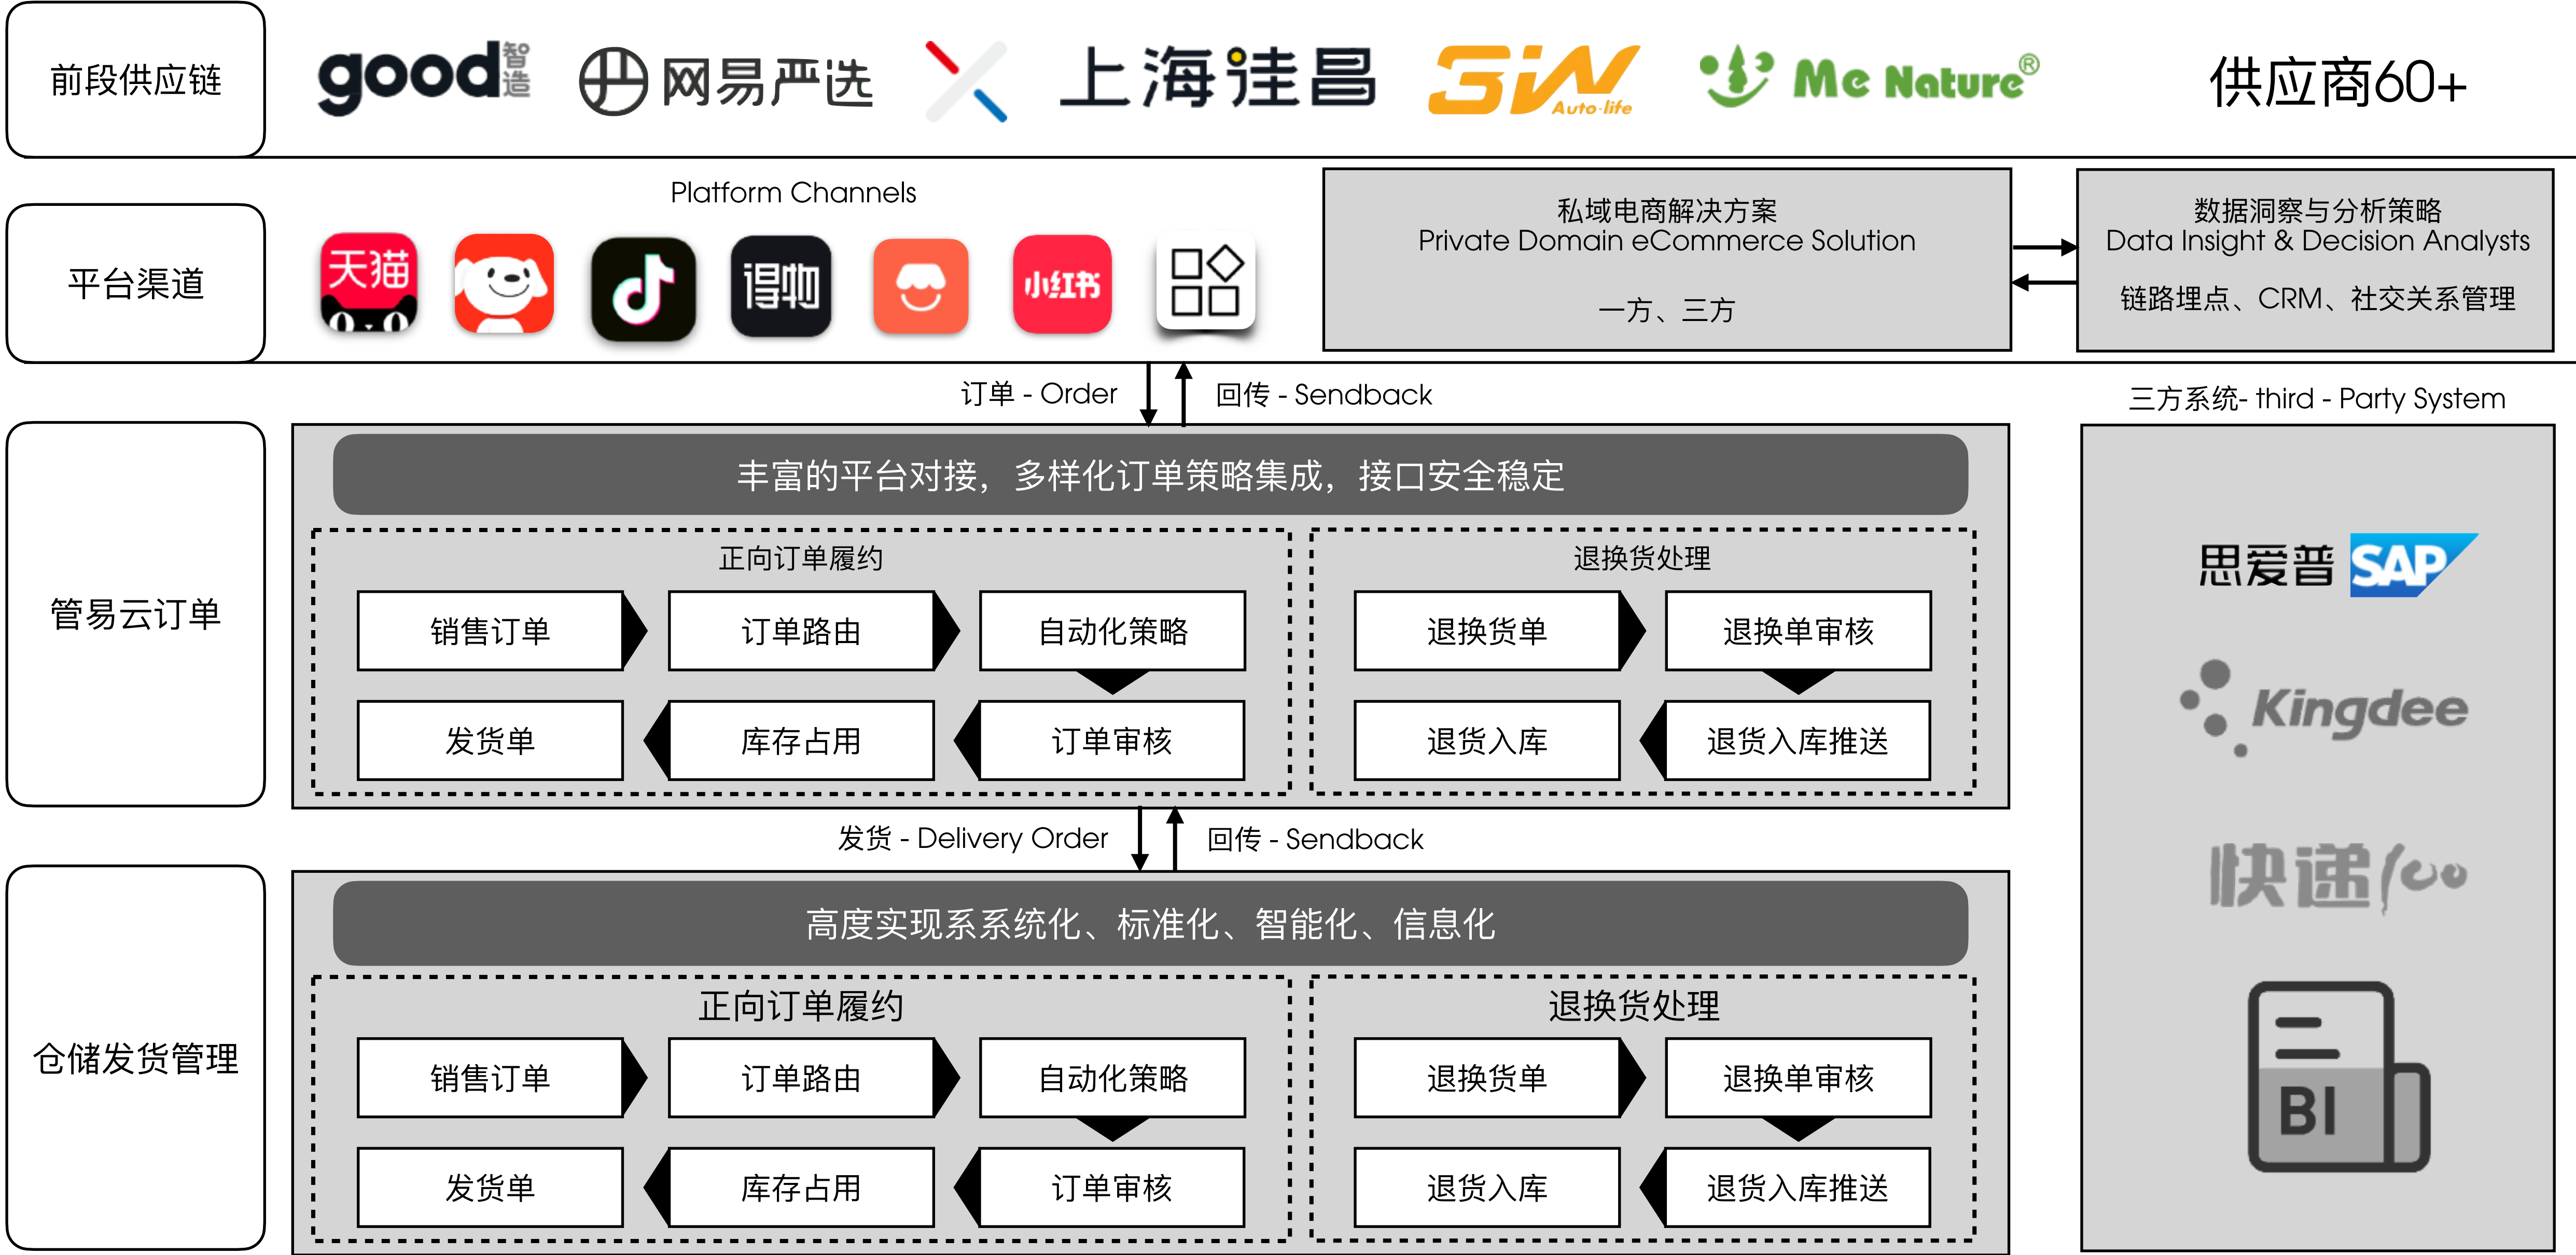 前段供应链
good智造
网易严选
上海诖昌
3iW
Auto-life
Me Nature®
供应商60+
平台渠道
Platform Channels
天猫
得物
小红书
私域电商解决方案
Private Domain eCommerce Solution
一方、三方
数据洞察与分析策略
Data Insight & Decision Analysts
链路埋点、CRM、社交关系管理
订单 - Order
回传 - Sendback
三方系统- third - Party System
管易云订单
丰富的平台对接，多样化订单策略集成，接口安全稳定
正向订单履约
销售订单
订单路由
自动化策略
发货单
库存占用
订单审核
退换货处理
退换货单
退换单审核
退货入库
退货入库推送
思爱普 SAP
Kingdee
快递100
BI
发货 - Delivery Order
回传 - Sendback
仓储发货管理
高度实现系系统化、标准化、智能化、信息化
正向订单履约
销售订单
订单路由
自动化策略
发货单
库存占用
订单审核
退换货处理
退换货单
退换单审核
退货入库
退货入库推送